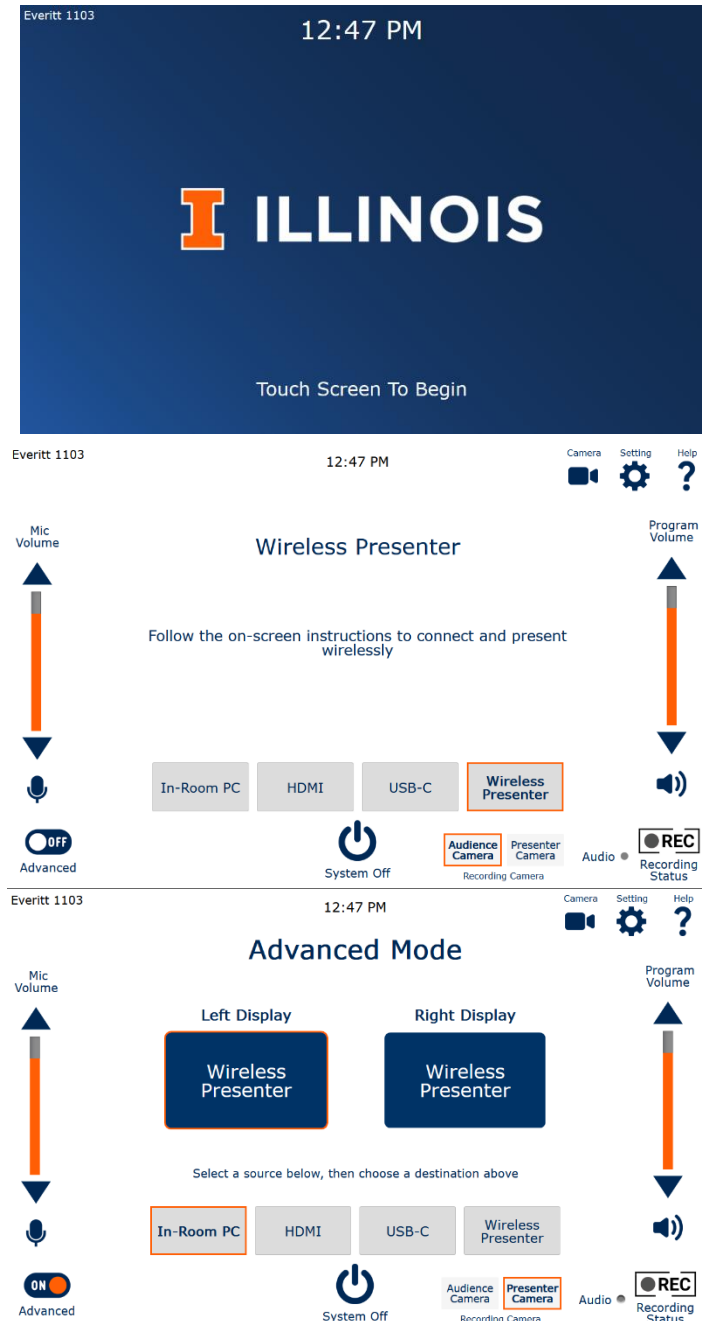 Everitt 1103
12:47 PM
I ILLINOIS
Touch Screen To Begin
Everitt 1103
12:47 PM
Camera
Setting
Help
?
Mic
Volume
Wireless Presenter
Program
Volume
Follow the on-screen instructions to connect and present
wirelessly
In-Room PC
HDMI
USB-C
Wireless
Presenter
OFF
Advanced
System Off
Audience
Camera
Presenter
Camera
Recording Camera
Audio
REC
Recording
Status
Everitt 1103
12:47 PM
Camera
Setting
Help
?
Advanced Mode
Mic
Volume
Program
Volume
Left Display
Right Display
Wireless
Presenter
Wireless
Presenter
Select a source below, then choose a destination above
In-Room PC
HDMI
USB-C
Wireless
Presenter
ON
Advanced
System Off
Audience
Camera
Presenter
Camera
Recording Camera
Audio
REC
Recording
Status